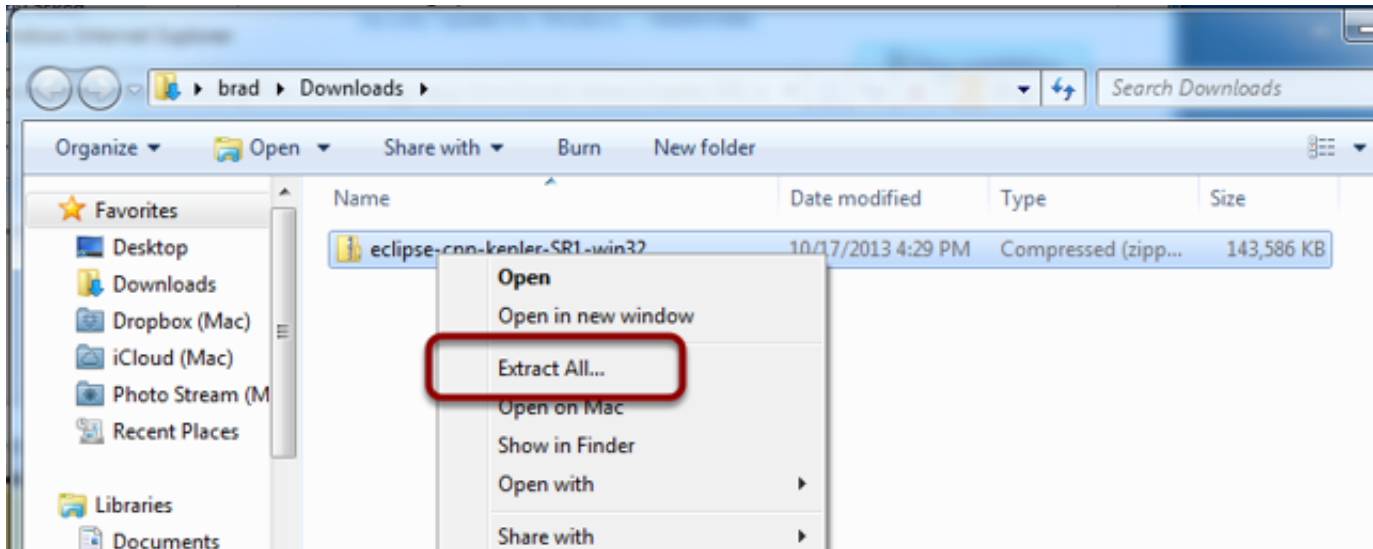 brad Downloads
Search Downloads
Organize Open Share with Burn New folder
Favorites
Desktop
Downloads
Dropbox (Mac)
iCloud (Mac)
Photo Stream (M
Recent Places
Libraries
Documents
Name Date modified Type Size
eclipse-cpp-kepler-SR1-win32 10/17/2013 4:29 PM Compressed (zipp... 143,586 KB
Open
Open in new window
Extract All...
Open on Mac
Show in Finder
Open with
Share with